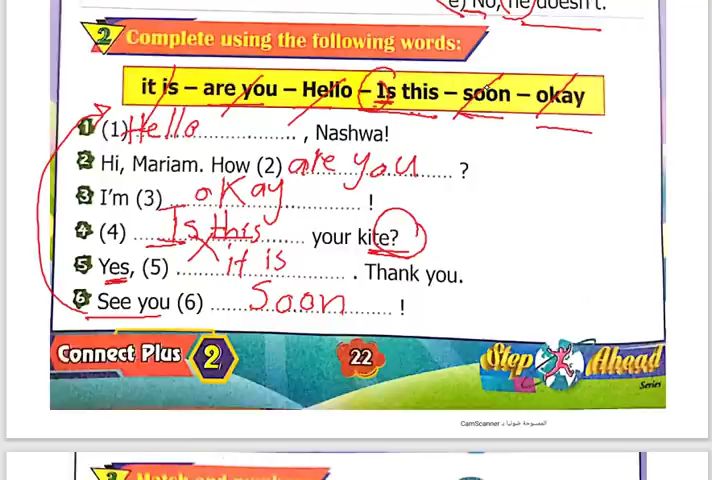 e) No, he doesn't.
2 Complete using the following words:
it is – are you – Hello – Is this – soon – okay
1 (1) Hello .............................. , Nashwa!
2 Hi, Mariam. How (2) are you .............................. ?
3 I'm (3) okay .............................. !
4 (4) Is this .............................. your kite?
5 Yes, (5) it is .............................. . Thank you.
6 See you (6) Soon .............................. !
Connect Plus 2 22 Step Ahead
Series
الممسوحة ضوئيا بـ CamScanner
3